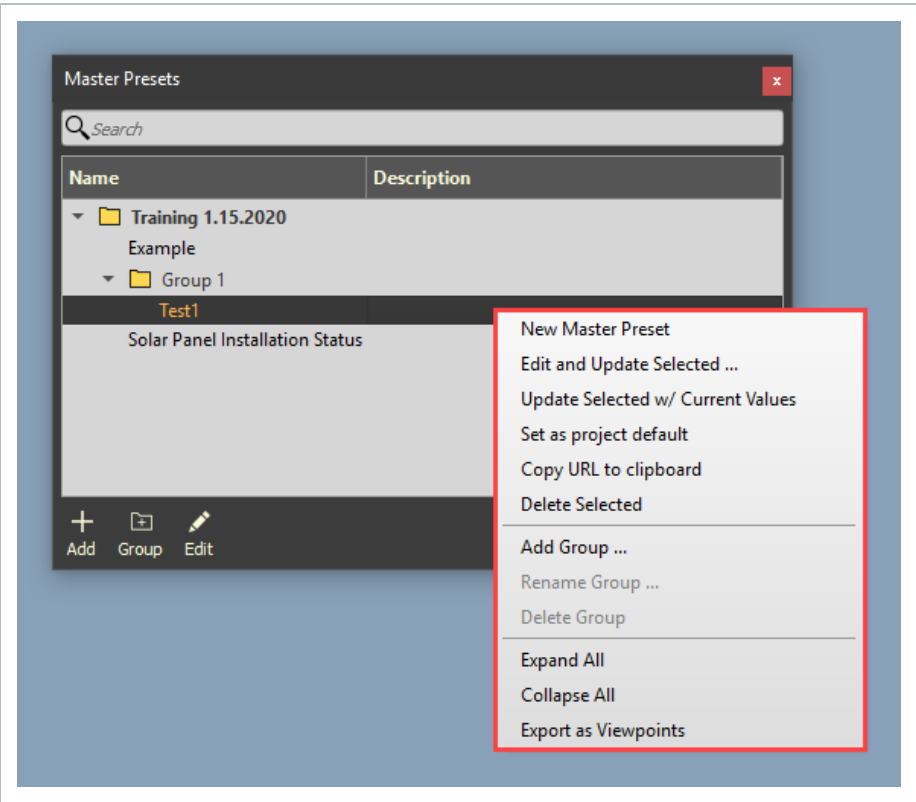 Master Presets
x
Search
Name Description
Training 1.15.2020
Example
Group 1
Test1
Solar Panel Installation Status
New Master Preset
Edit and Update Selected ...
Update Selected w/ Current Values
Set as project default
Copy URL to clipboard
Delete Selected
Add Group ...
Rename Group ...
Delete Group
Expand All
Collapse All
Export as Viewpoints
Add Group Edit